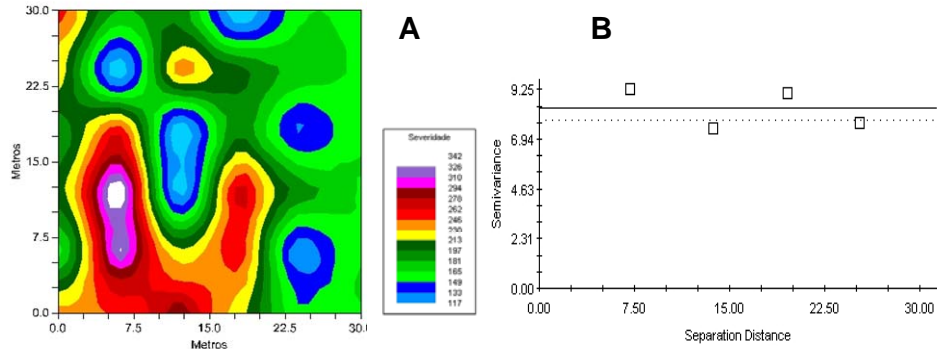 A
B
30.0
22.5
15.0
7.5
0.0
Metros
0.0 7.5 15.0 22.5 30.
Metros
Severidade
342
326
310
294
278
262
246
230
213
197
181
165
149
133
117
9.25
6.94
4.63
2.31
0.00
Semivariance
0.00 7.50 15.00 22.50 30.00
Separation Distance